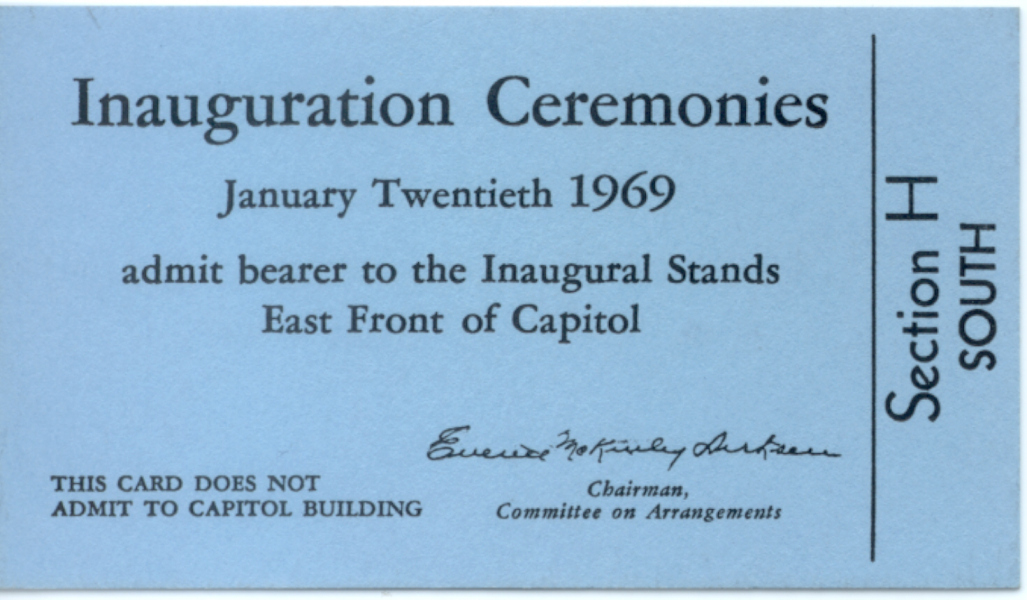 Inauguration Ceremonies
January Twentieth 1969
admit bearer to the Inaugural Stands
East Front of Capitol
Everett McKinley Dirksen
Chairman,
Committee on Arrangements
THIS CARD DOES NOT
ADMIT TO CAPITOL BUILDING
Section H
SOUTH